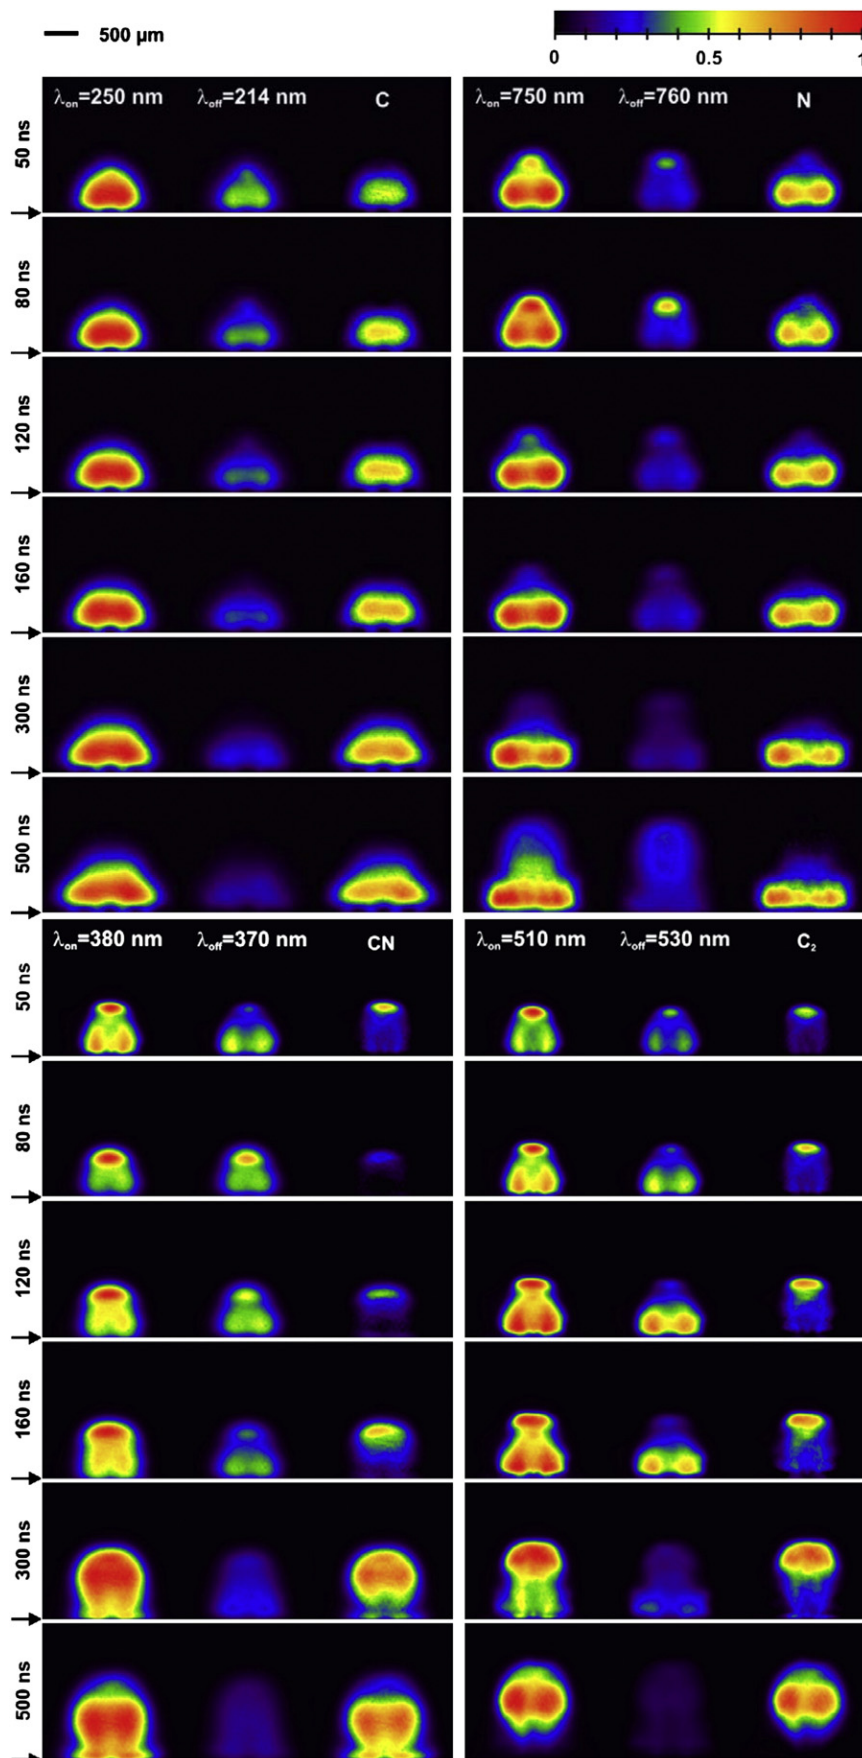 500 μm
0 0.5 1
λon=250 nm λoff=214 nm C λon=750 nm λoff=760 nm N
50 ns
80 ns
120 ns
160 ns
300 ns
500 ns
λon=380 nm λoff=370 nm CN λon=510 nm λoff=530 nm C₂
50 ns
80 ns
120 ns
160 ns
300 ns
500 ns